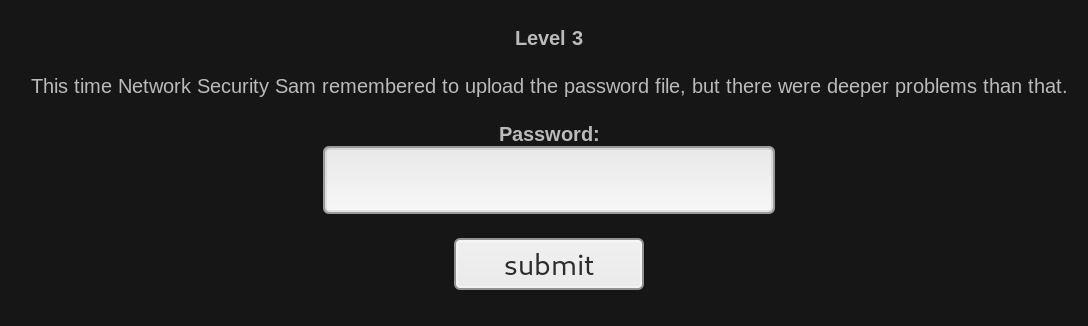 Level 3
This time Network Security Sam remembered to upload the password file, but there were deeper problems than that.
Password:
submit